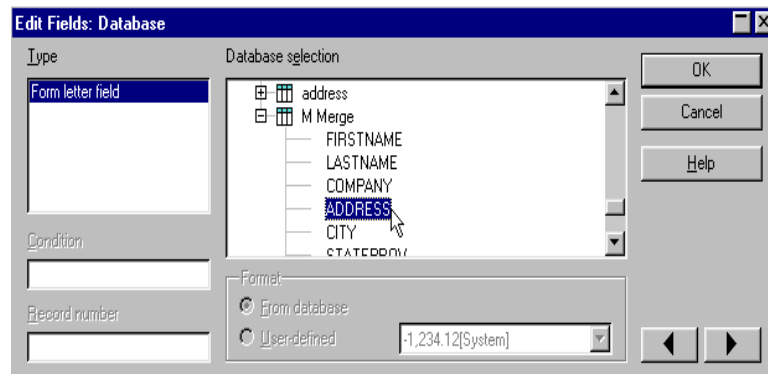 Edit Fields: Database
Type
Database selection
Form letter field
address
M Merge
FIRSTNAME
LASTNAME
COMPANY
ADDRESS
CITY
STATEPROV
OK
Cancel
Help
Condition
Record number
Format
From database
User-defined
-1,234.12[System]